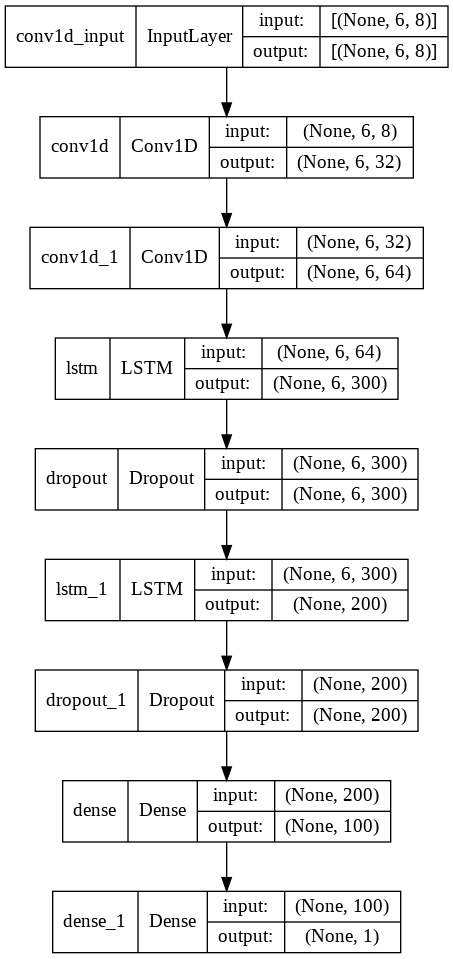 conv1d_input InputLayer input: [(None, 6, 8)]
output: [(None, 6, 8)]
conv1d Conv1D input: (None, 6, 8)
output: (None, 6, 32)
conv1d_1 Conv1D input: (None, 6, 32)
output: (None, 6, 64)
lstm LSTM input: (None, 6, 64)
output: (None, 6, 300)
dropout Dropout input: (None, 6, 300)
output: (None, 6, 300)
lstm_1 LSTM input: (None, 6, 300)
output: (None, 200)
dropout_1 Dropout input: (None, 200)
output: (None, 200)
dense Dense input: (None, 200)
output: (None, 100)
dense_1 Dense input: (None, 100)
output: (None, 1)